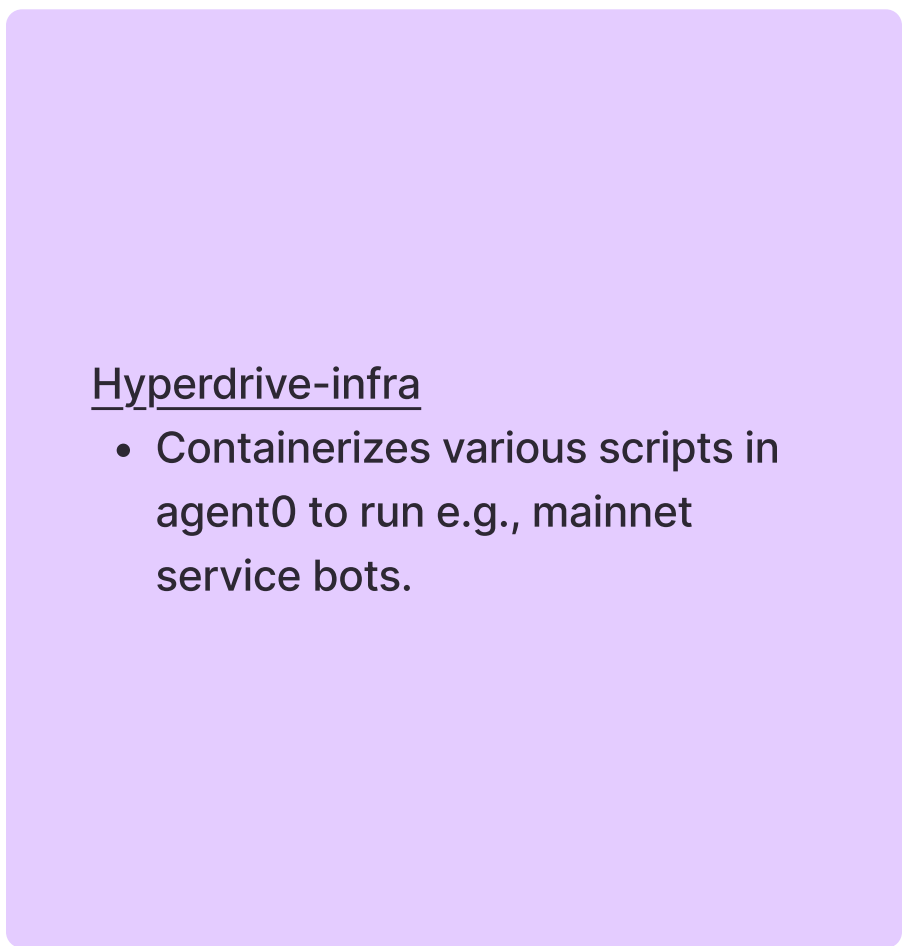 Hyperdrive-infra
• Containerizes various scripts in
agent0 to run e.g., mainnet
service bots.